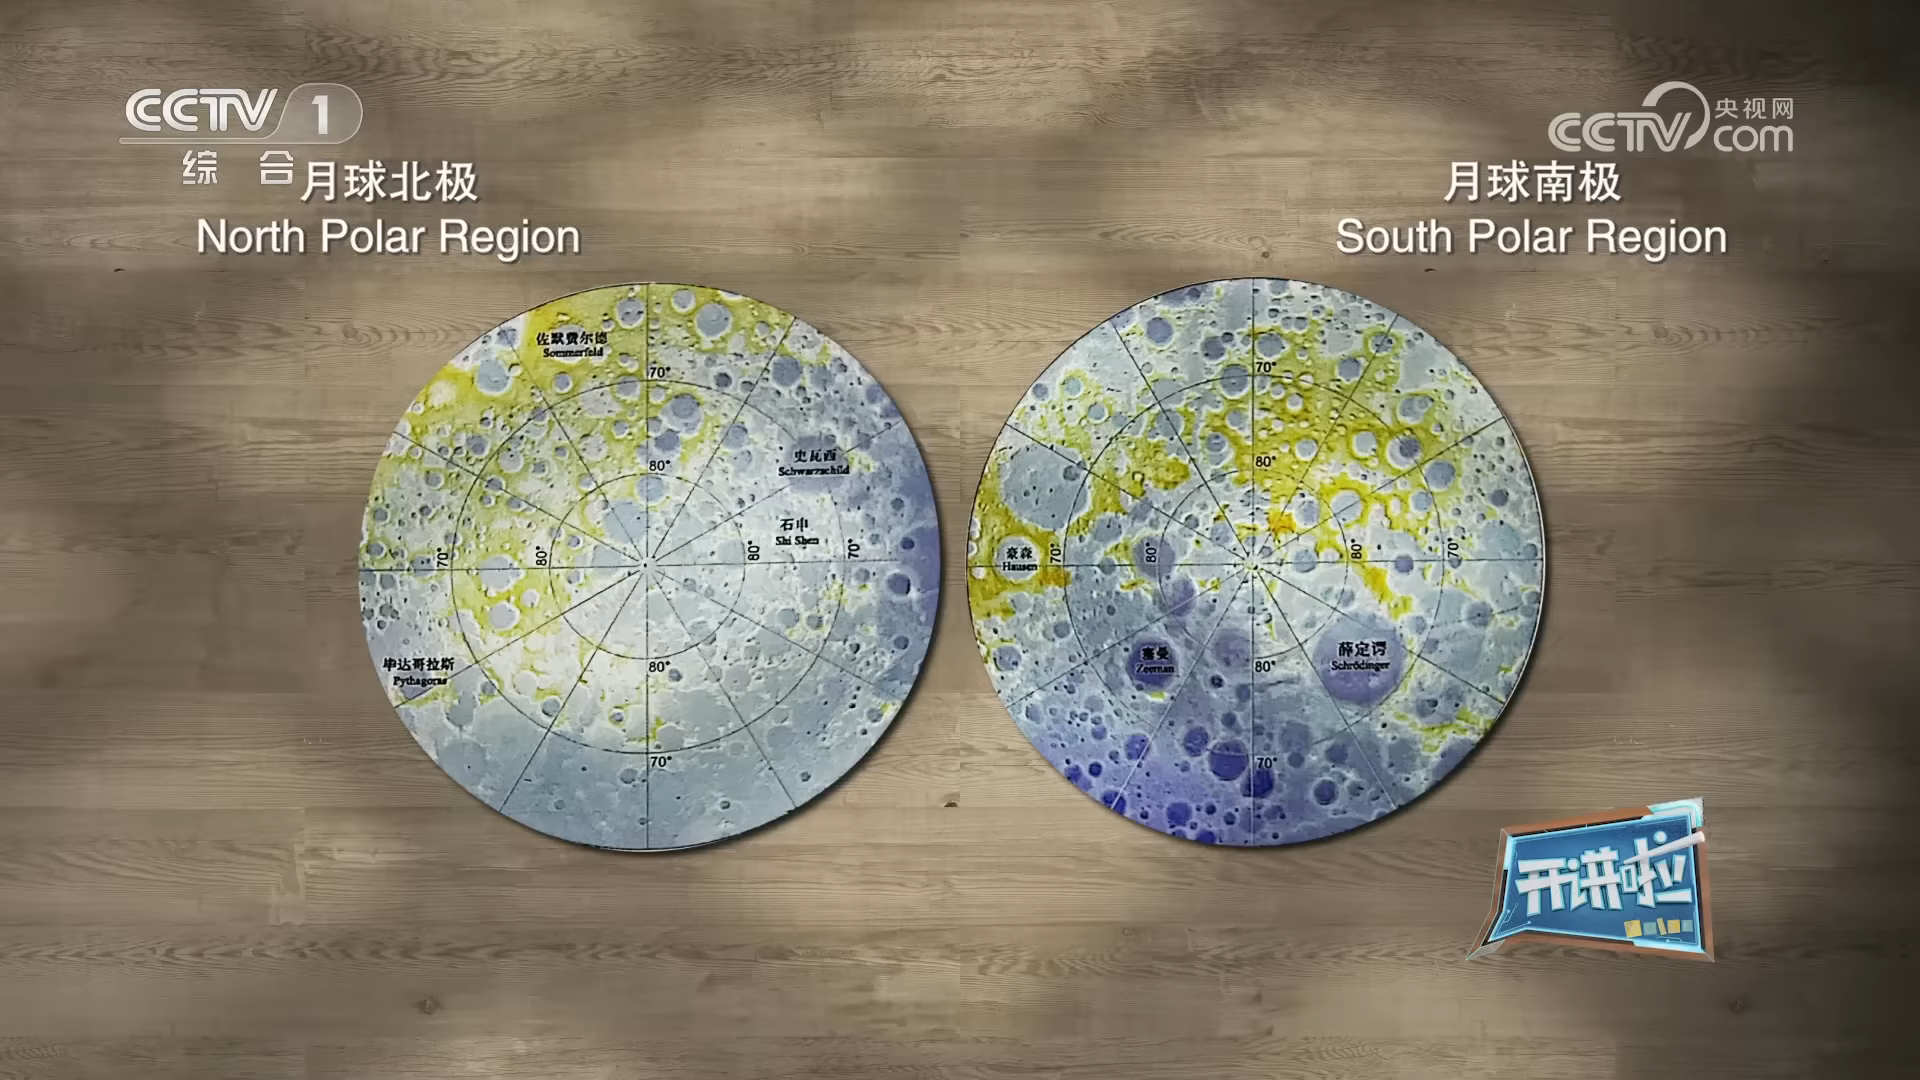 CCTV 1
综合
央视网
CCTV.com
月球北极
North Polar Region
月球南极
South Polar Region
佐默费尔德
Sommerfeld
70°
80°
史瓦西
Schwarzschild
石申
Shi Shen
70°
80°
80°
70°
毕达哥拉斯
Pythagoras
80°
70°
70°
80°
豪森
Hausen
70°
80°
80°
70°
塞曼
Zeeman
薛定谔
Schrödinger
80°
70°
开讲啦